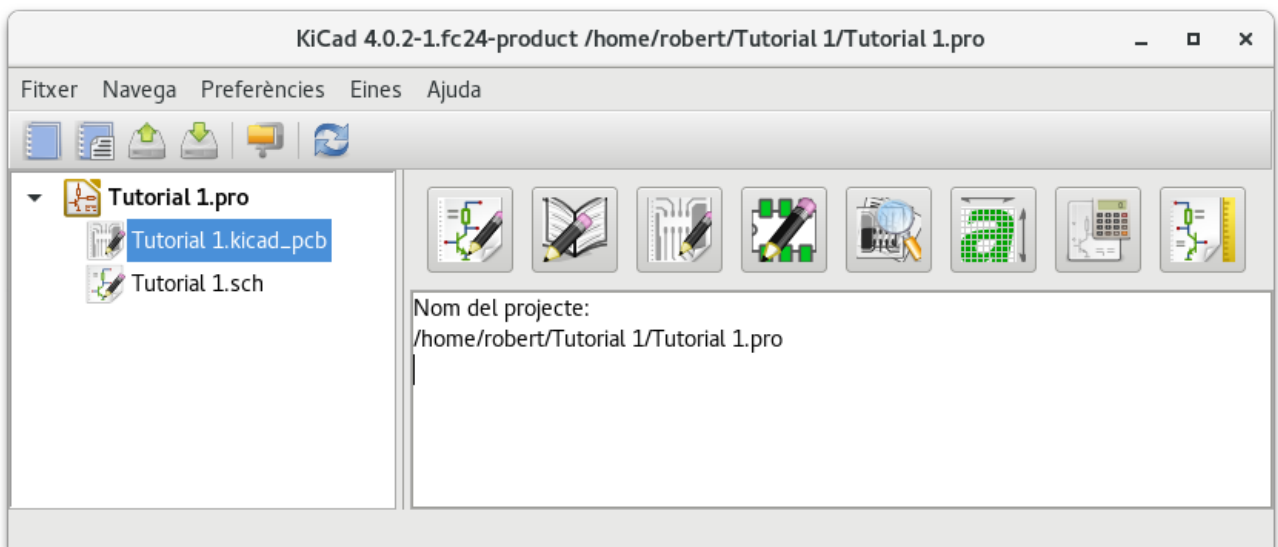 KiCad 4.0.2-1.fc24-product /home/robert/Tutorial 1/Tutorial 1.pro
Fitxer Navega Preferències Eines Ajuda
Tutorial 1.pro
Tutorial 1.kicad_pcb
Tutorial 1.sch
Nom del projecte:
/home/robert/Tutorial 1/Tutorial 1.pro